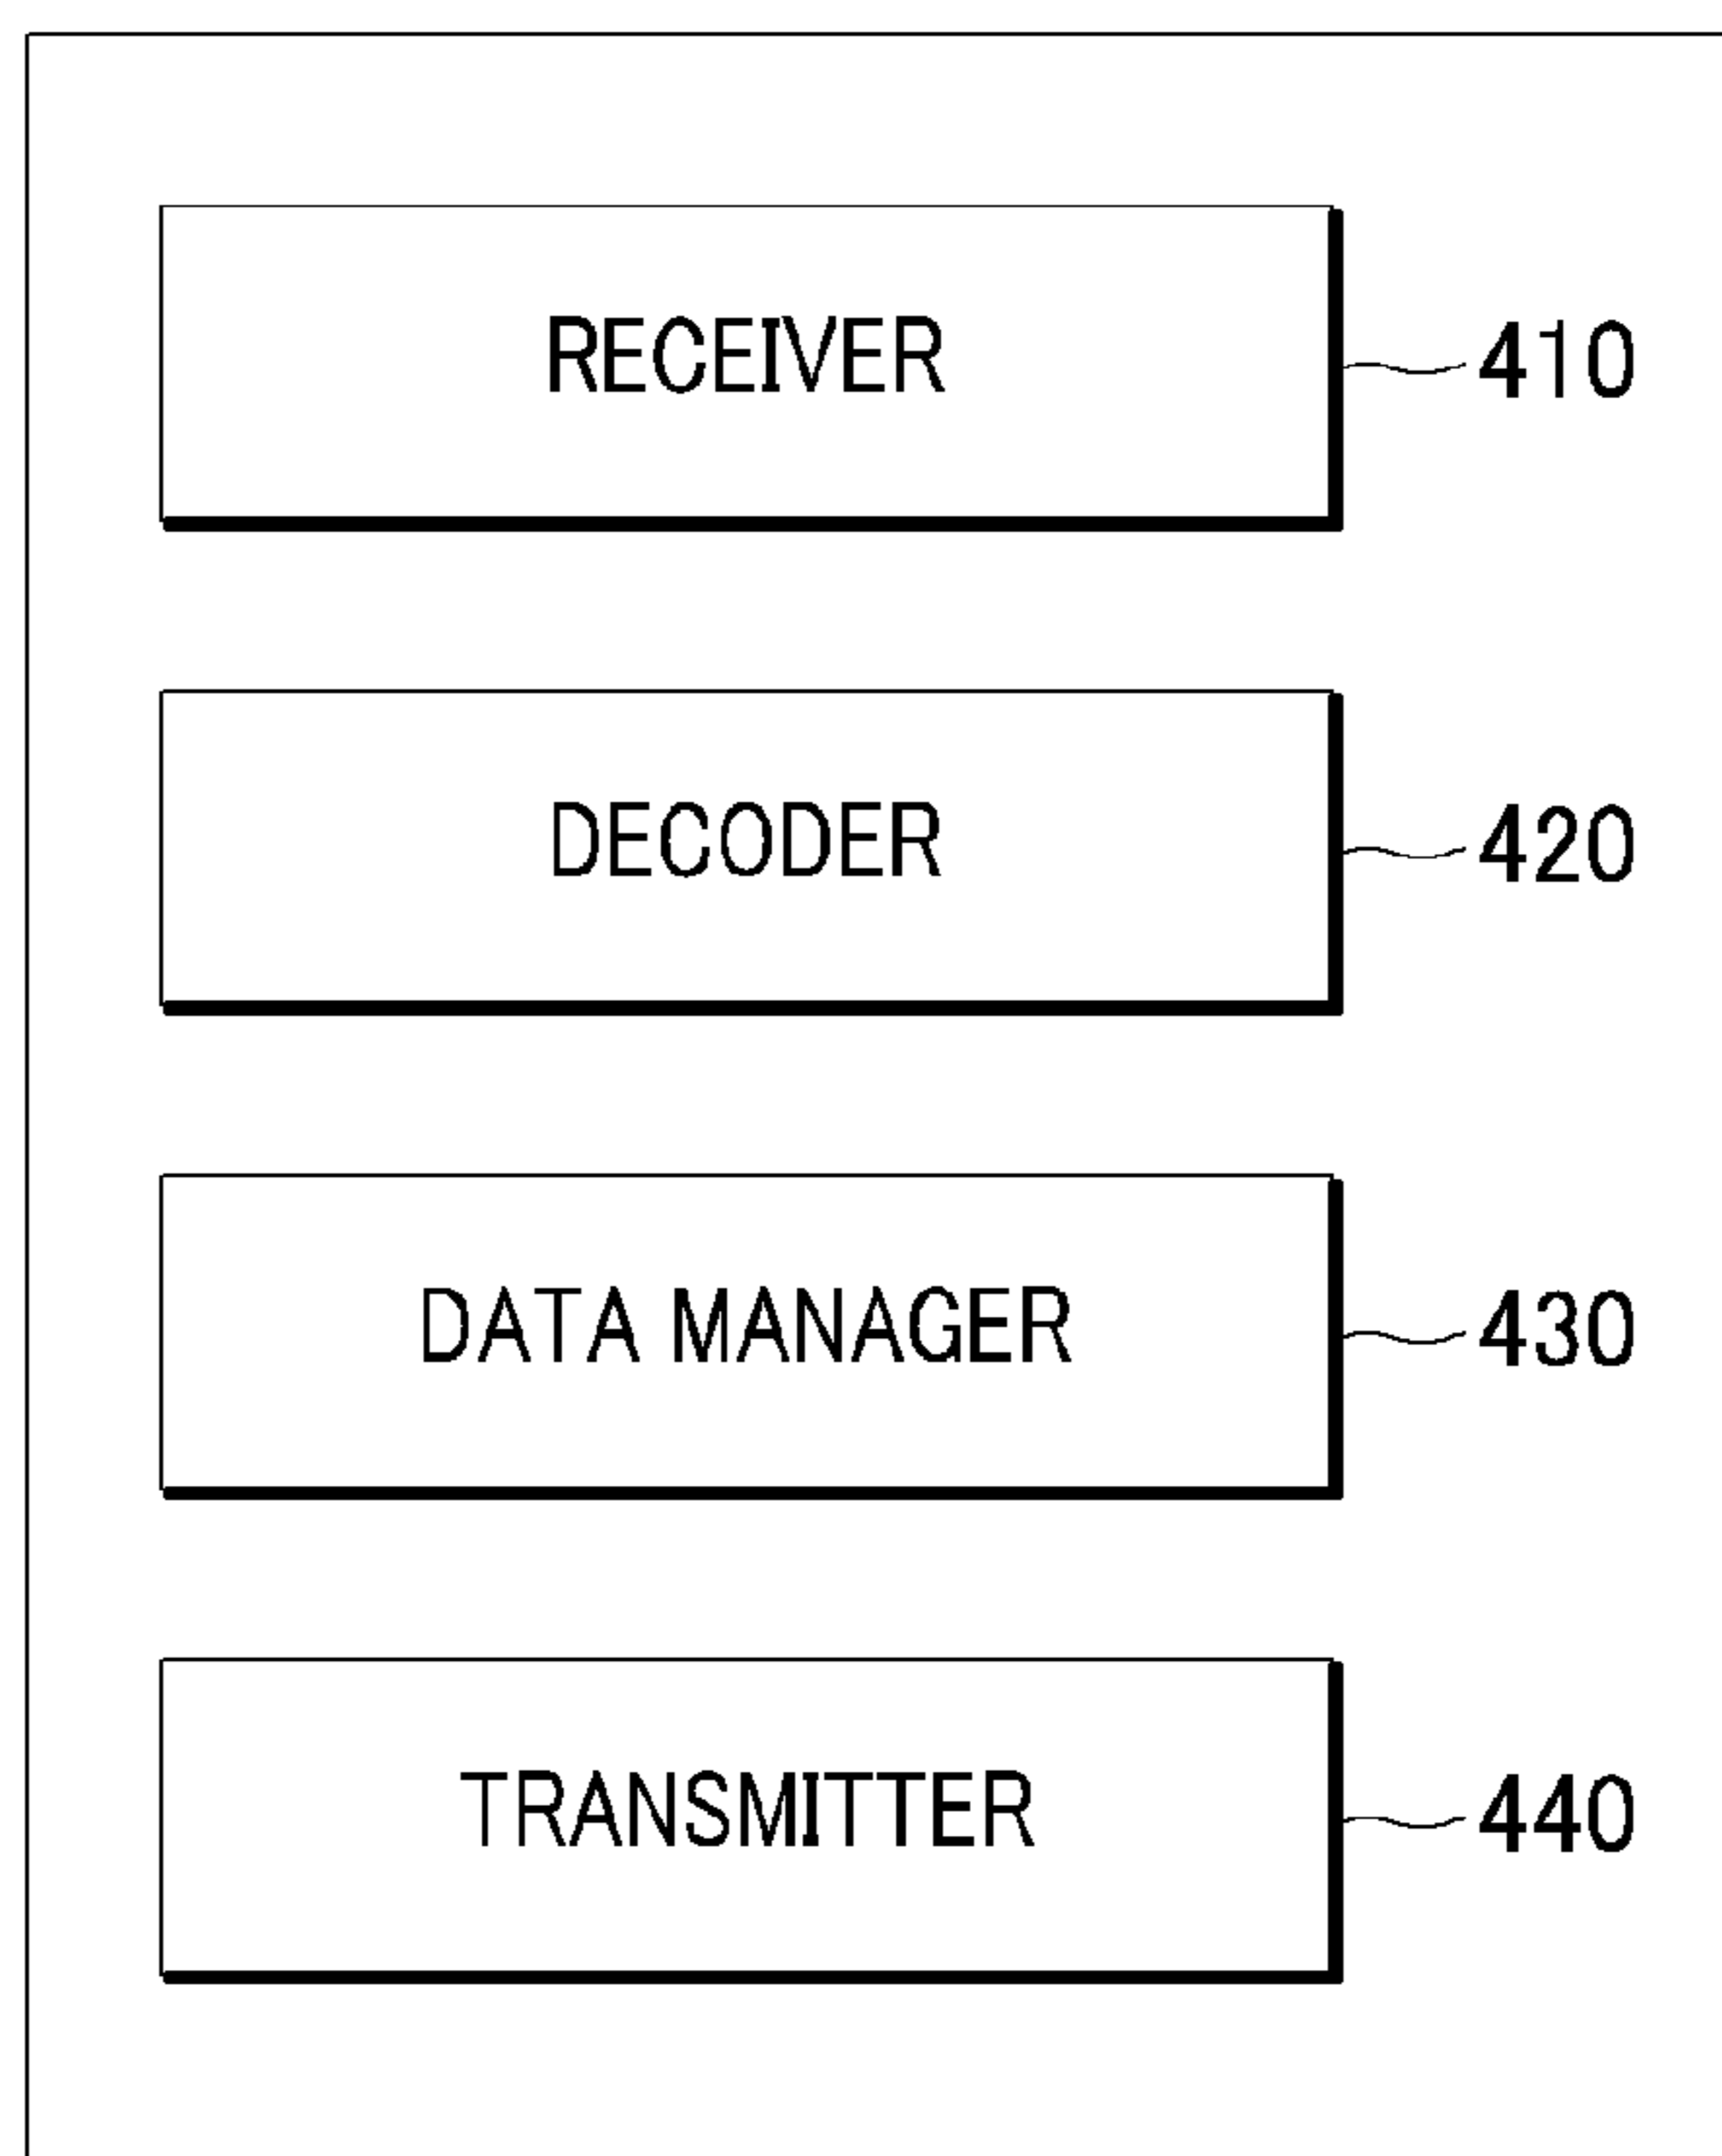 RECEIVER 410
DECODER 420
DATA MANAGER 430
TRANSMITTER 440